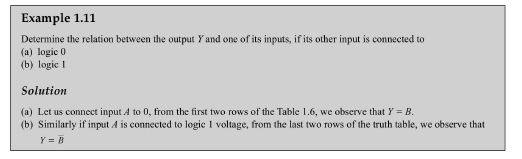 Example 1.11
Determine the relation between the output Y and one of its inputs, if its other input is connected to
(a) logic 0
(b) logic 1
Solution
(a) Let us connect input A to 0, from the first two rows of the Table 1.6, we observe that Y = B.
(b) Similarly if input A is connected to logic 1 voltage, from the last two rows of the truth table, we observe that
Y = B̅